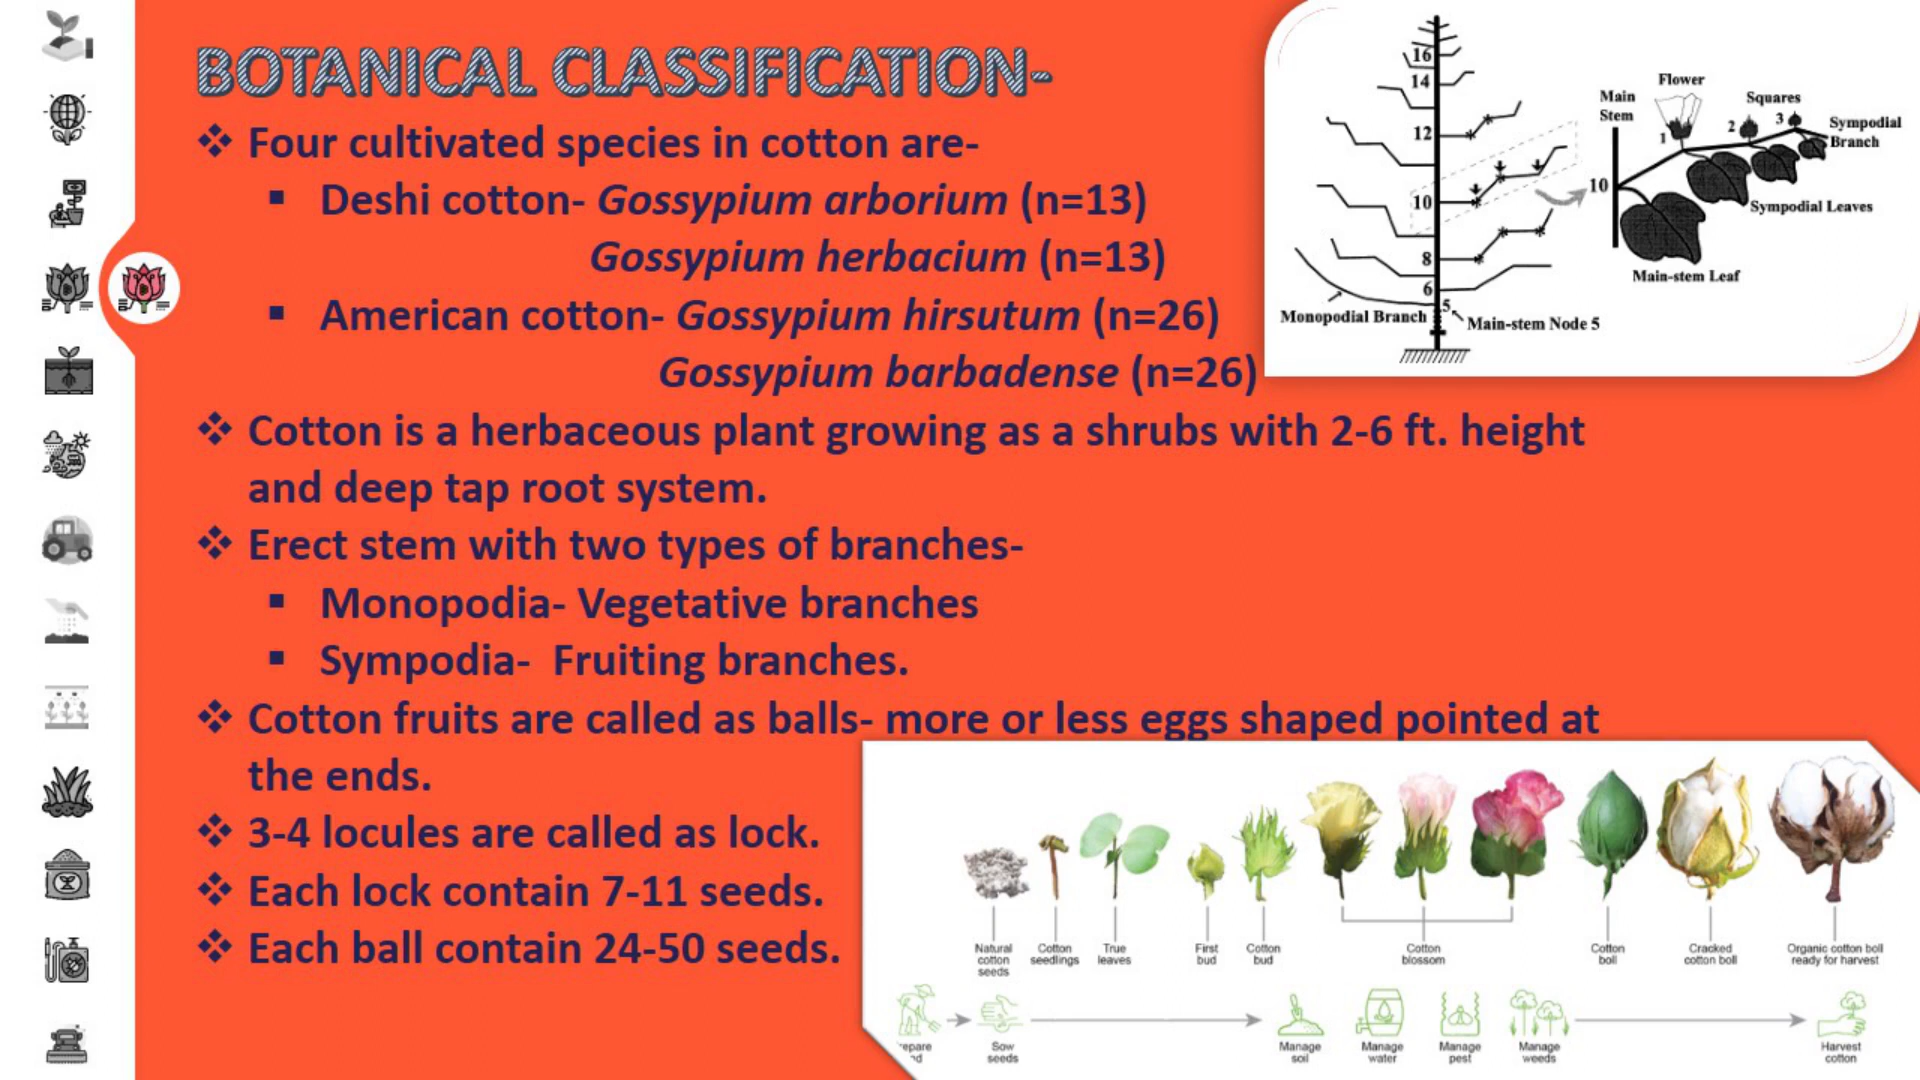 BOTANICAL CLASSIFICATION-
Four cultivated species in cotton are-
Deshi cotton- Gossypium arborium (n=13)
Gossypium herbacium (n=13)
American cotton- Gossypium hirsutum (n=26)
Gossypium barbadense (n=26)
Cotton is a herbaceous plant growing as a shrubs with 2-6 ft. height
and deep tap root system.
Erect stem with two types of branches-
Monopodia- Vegetative branches
Sympodia- Fruiting branches.
Cotton fruits are called as balls- more or less eggs shaped pointed at
the ends.
3-4 locules are called as lock.
Each lock contain 7-11 seeds.
Each ball contain 24-50 seeds.
16
14
12
10
8
6
5
Monopodial Branch
Main-stem Node 5
Main
Stem
Flower
Squares
1
2
3
Sympodial
Branch
10
Sympodial Leaves
Main-stem Leaf
Natural
cotton
seeds
Cotton
seedlings
True
leaves
First
bud
Cotton
bud
Cotton
blossom
Cotton
boll
Cracked
cotton boll
Organic cotton boll
ready for harvest
Sow
seeds
Manage
soil
Manage
water
Manage
pest
Manage
weeds
Harvest
cotton